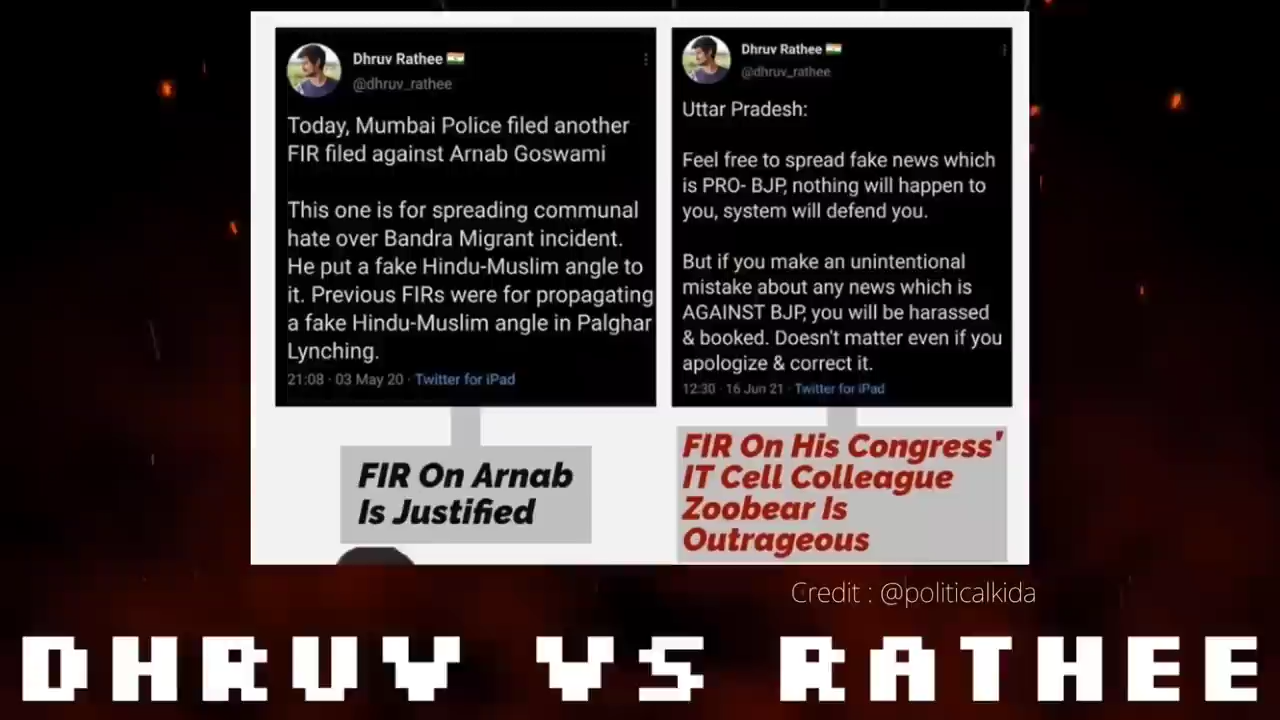 Dhruv Rathee 🇮🇳
@dhruv_rathee
Today, Mumbai Police filed another
FIR filed against Arnab Goswami
This one is for spreading communal
hate over Bandra Migrant incident.
He put a fake Hindu-Muslim angle to
it. Previous FIRs were for propagating
a fake Hindu-Muslim angle in Palghar
Lynching.
21:08 · 03 May 20 · Twitter for iPad
FIR On Arnab
Is Justified
Dhruv Rathee 🇮🇳
@dhruv_rathee
Uttar Pradesh:
Feel free to spread fake news which
is PRO- BJP, nothing will happen to
you, system will defend you.
But if you make an unintentional
mistake about any news which is
AGAINST BJP, you will be harassed
& booked. Doesn't matter even if you
apologize & correct it.
12:30 · 16 Jun 21 · Twitter for iPad
FIR On His Congress'
IT Cell Colleague
Zoobear Is
Outrageous
Credit : @politicalkida
DHRUV VS RATHEE